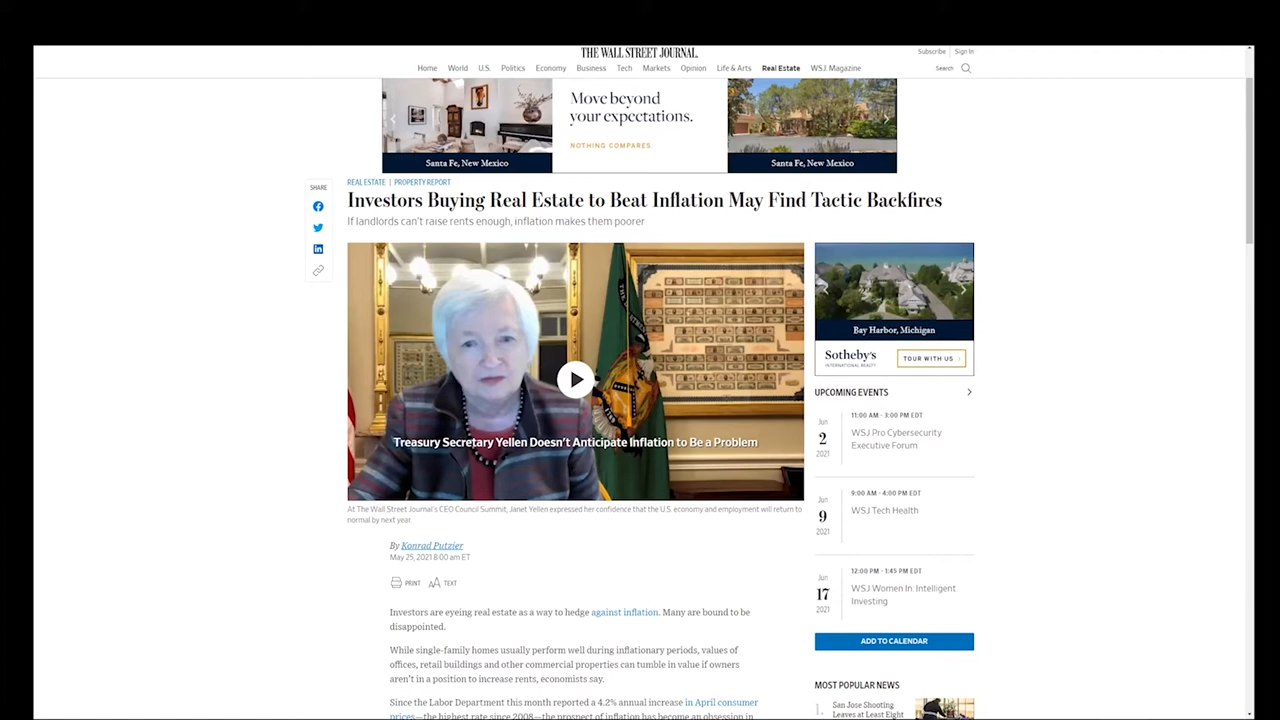 THE WALL STREET JOURNAL.
Subscribe Sign In
Home World U.S. Politics Economy Business Tech Markets Opinion Life & Arts Real Estate WSJ. Magazine
Search
Move beyond
your expectations.
NOTHING COMPARES
Santa Fe, New Mexico
Santa Fe, New Mexico
REAL ESTATE | PROPERTY REPORT
SHARE
Investors Buying Real Estate to Beat Inflation May Find Tactic Backfires
If landlords can't raise rents enough, inflation makes them poorer
Treasury Secretary Yellen Doesn't Anticipate Inflation to Be a Problem
At The Wall Street Journal's CEO Council Summit, Janet Yellen expressed her confidence that the U.S. economy and employment will return to
normal by next year.
By Konrad Putzier
May 25, 2021 8:00 am ET
PRINT AA TEXT
Investors are eyeing real estate as a way to hedge against inflation. Many are bound to be
disappointed.
While single-family homes usually perform well during inflationary periods, values of
offices, retail buildings and other commercial properties can tumble in value if owners
aren't in a position to increase rents, economists say.
Since the Labor Department this month reported a 4.2% annual increase in April consumer
prices—the highest rate since 2008—the prospect of inflation has become an obsession in
Bay Harbor, Michigan
Sotheby's
INTERNATIONAL REALTY
TOUR WITH US
UPCOMING EVENTS
Jun
2
2021
11:00 AM - 3:00 PM EDT
WSJ Pro Cybersecurity
Executive Forum
Jun
9
2021
9:00 AM - 4:00 PM EDT
WSJ Tech Health
Jun
17
2021
12:00 PM - 1:45 PM EDT
WSJ Women In: Intelligent
Investing
ADD TO CALENDAR
MOST POPULAR NEWS
1.
San Jose Shooting
Leaves at Least Eight